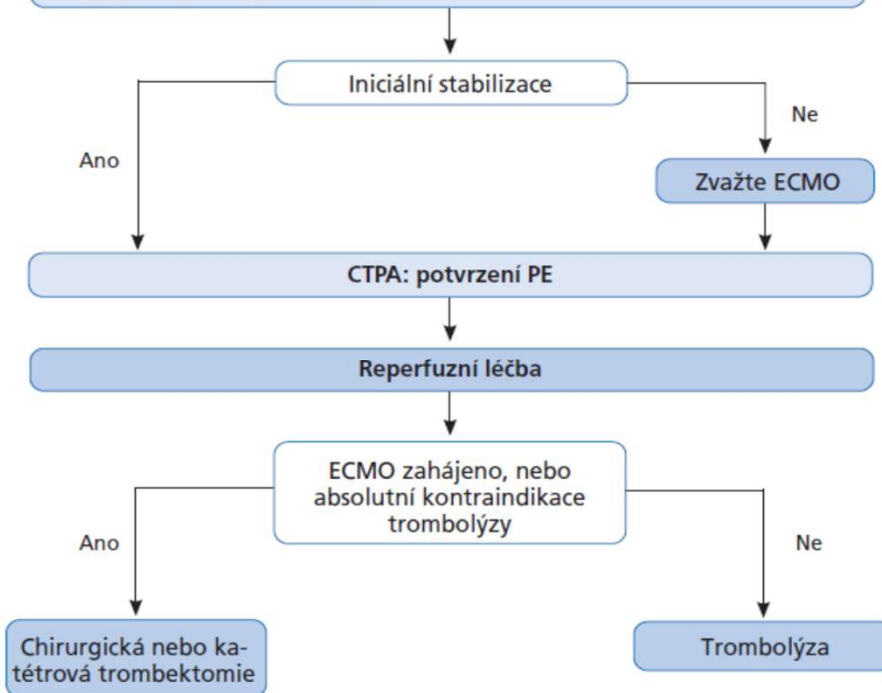 Iniciální stabilizace
Ne
Ano
Zvažte ECMO
CTPA: potvrzení PE
Reperfuzní léčba
ECMO zahájeno, nebo
absolutní kontraindikace
trombolýzy
Ano
Ne
Chirurgická nebo ka-
tétrová trombektomie
Trombolýza